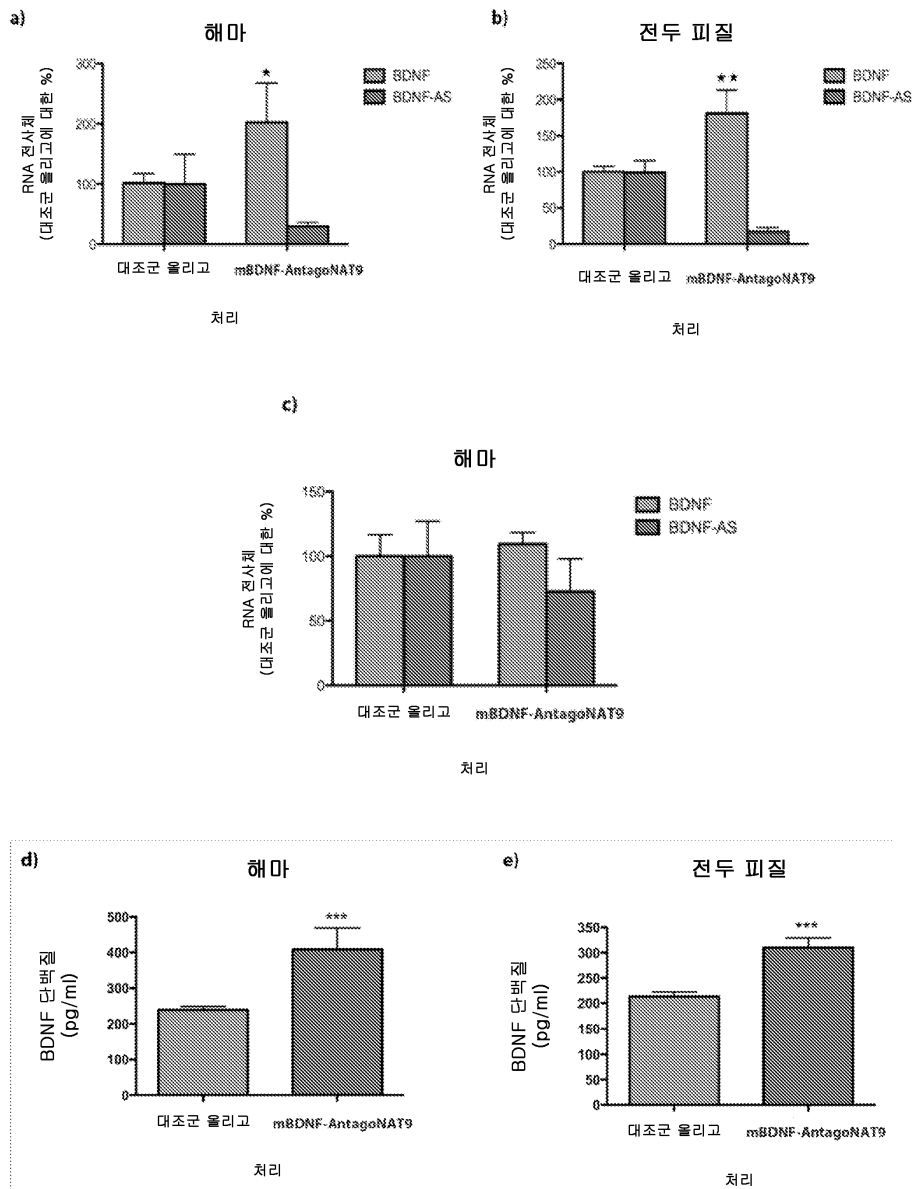 a)
해마
RNA 전사체
(대조군 올리고에 대한 %)
300
200
100
0
★
BDNF
BDNF-AS
대조군 올리고
mBDNF-AntagoNAT9
처리
b)
전두 피질
RNA 전사체
(대조군 올리고에 대한 %)
250
200
150
100
50
0
★★
BDNF
BDNF-AS
대조군 올리고
mBDNF-AntagoNAT9
처리
c)
해마
RNA 전사체
(대조군 올리고에 대한 %)
150
100
50
0
BDNF
BDNF-AS
대조군 올리고
mBDNF-AntagoNAT9
처리
d)
해마
BDNF 단백질
(pg/ml)
500
400
300
200
100
0
***
대조군 올리고
mBDNF-AntagoNAT9
처리
e)
전두 피질
BDNF 단백질
(pg/ml)
350
300
250
200
150
100
50
0
***
대조군 올리고
mBDNF-AntagoNAT9
처리